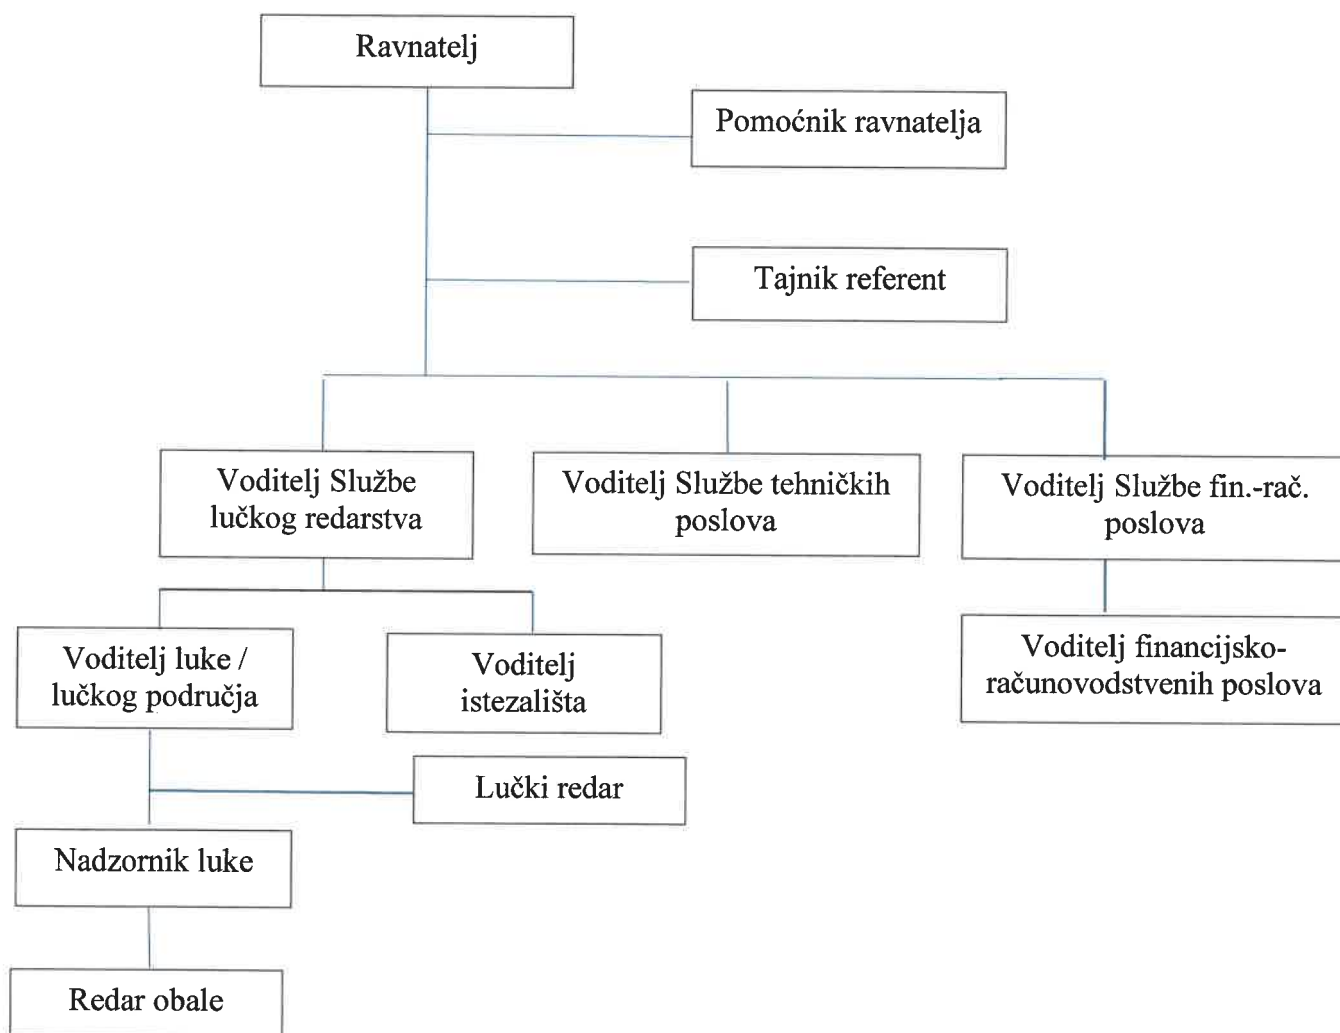 Ravnatelj
Pomoćnik ravnatelja
Tajnik referent
Voditelj Službe
lučkog redarstva
Voditelj Službe tehničkih
poslova
Voditelj Službe fin.-rač.
poslova
Voditelj luke /
lučkog područja
Voditelj
istezališta
Voditelj financijsko-
računovodstvenih poslova
Lučki redar
Nadzornik luke
Redar obale